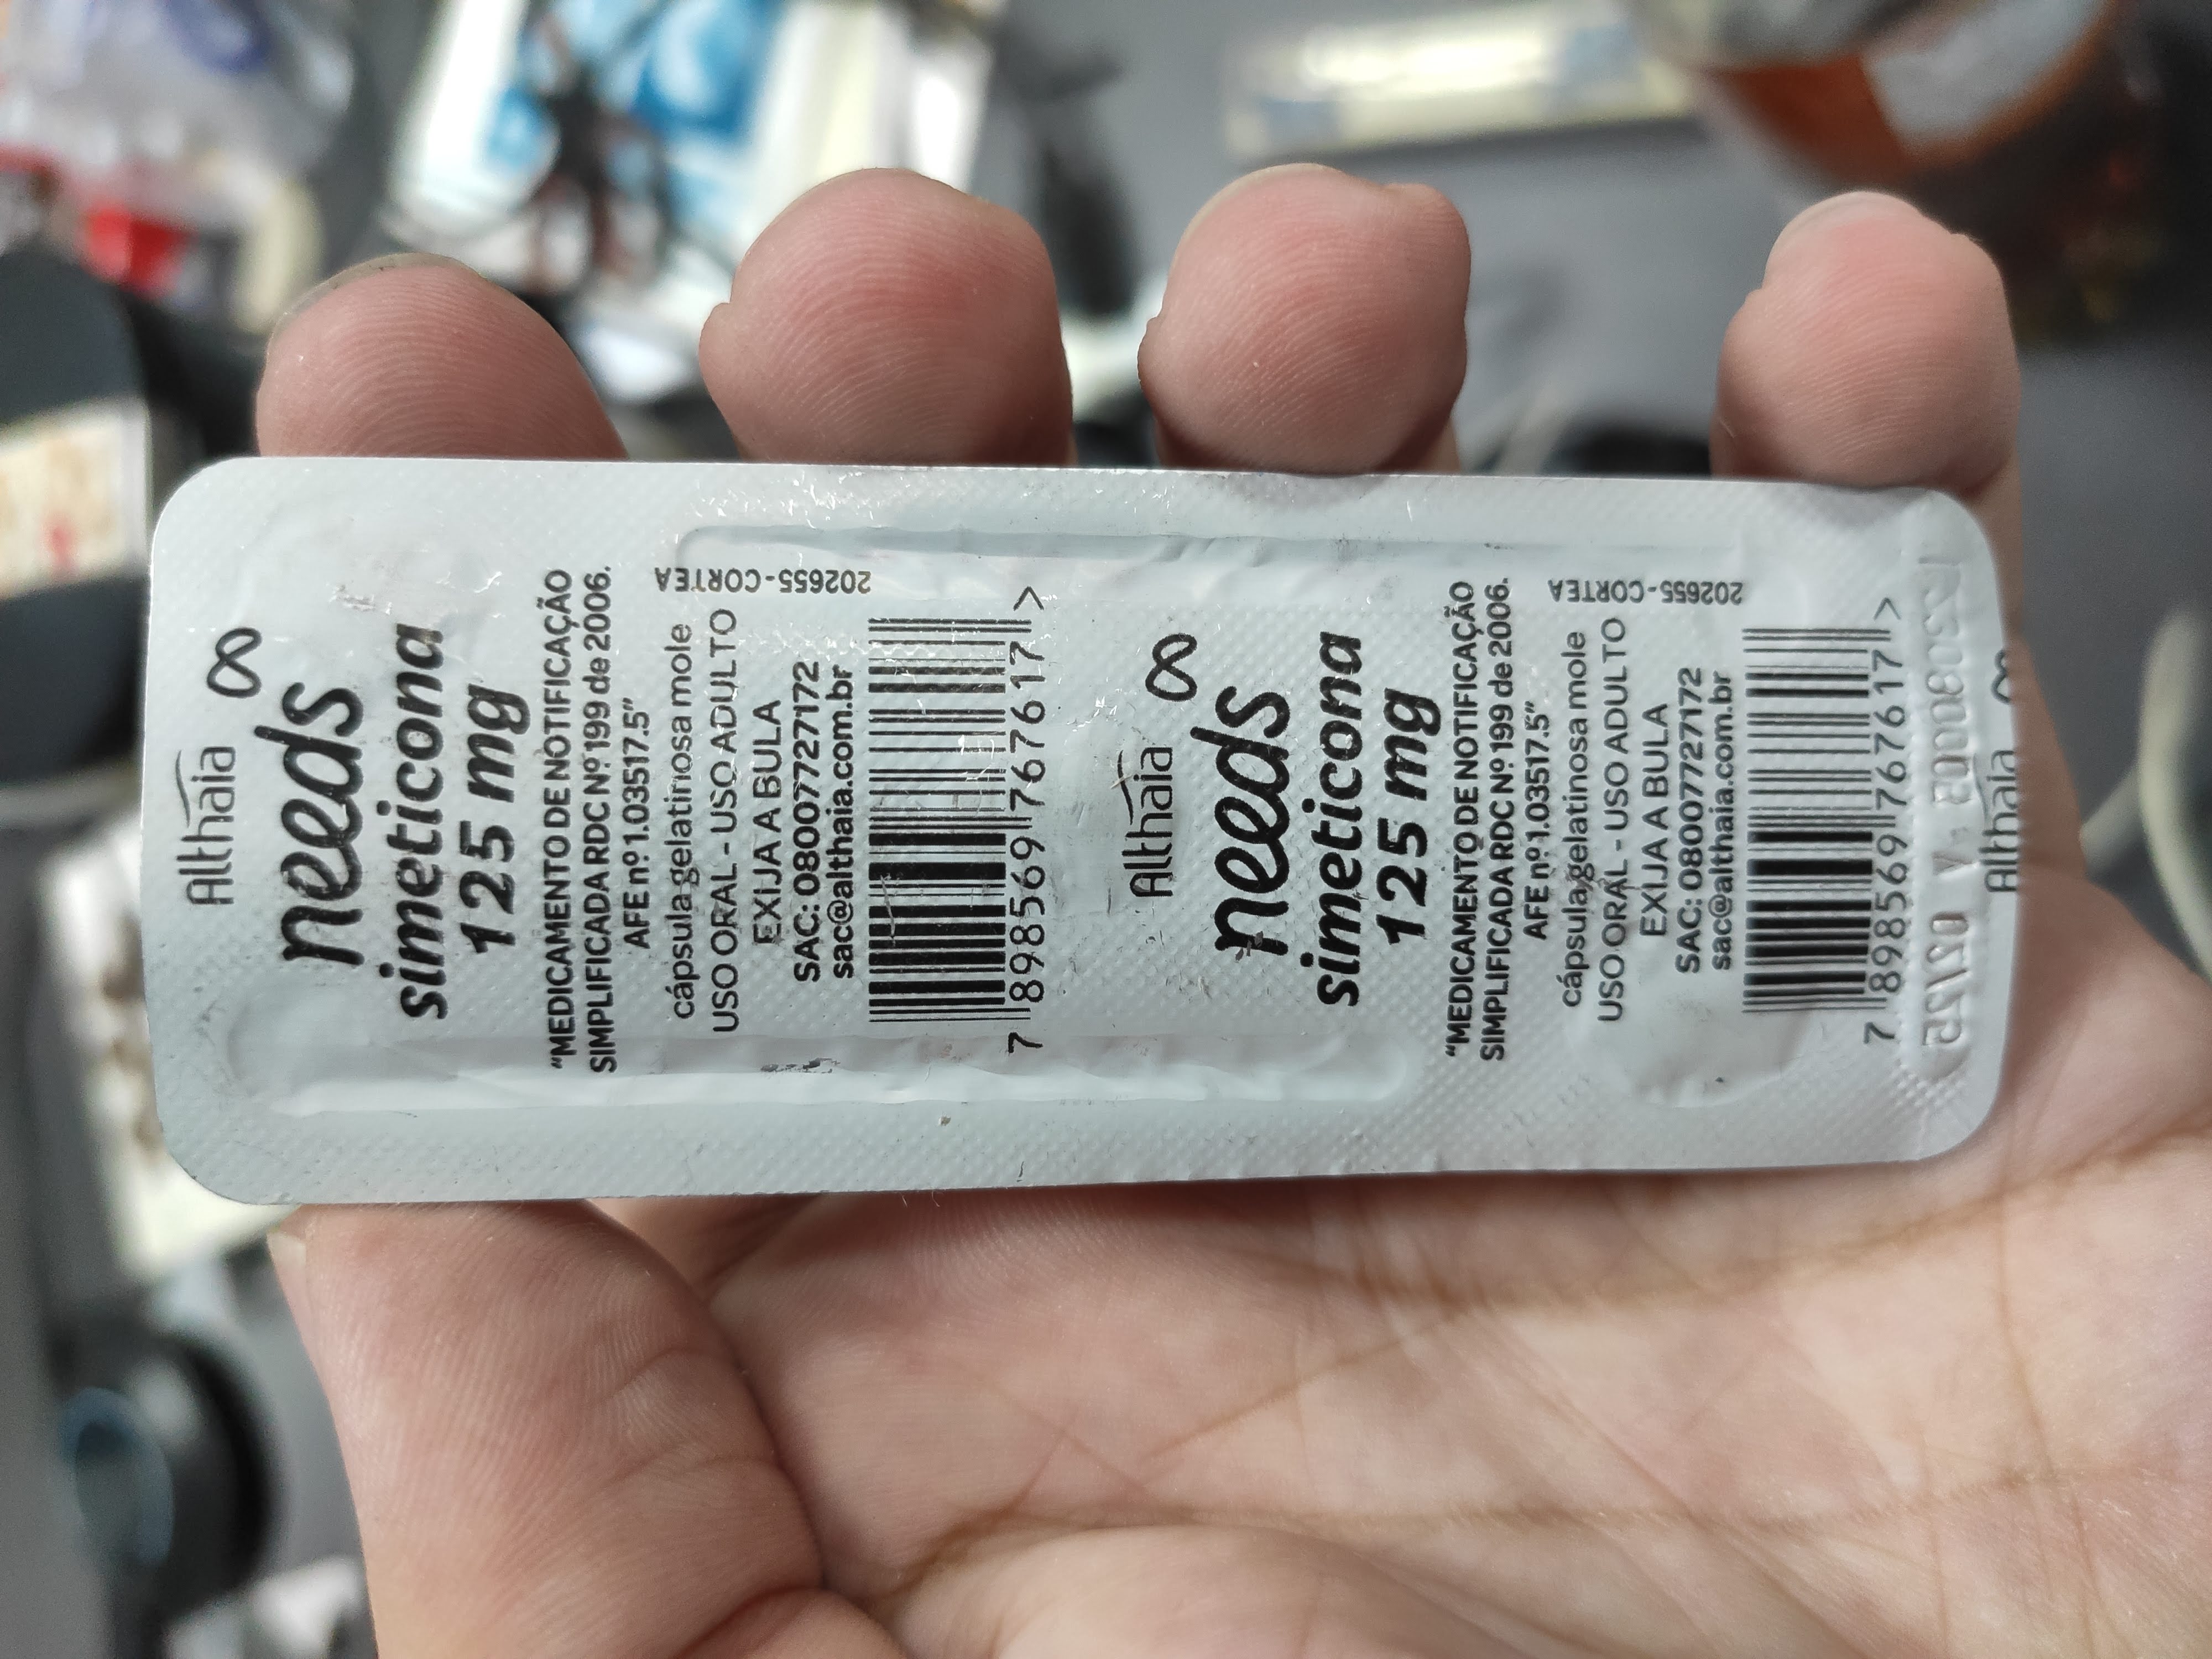 Althaia
needs
simeticona
125 mg
"MEDICAMENTO DE NOTIFICAÇÃO
SIMPLIFICADA RDC Nº 199 de 2006.
AFE nº 1.03517.5"
cápsula gelatinosa mole
USO ORAL - USO ADULTO
EXIJA A BULA
SAC: 08007727172
sac@althaia.com.br
202655-CORTEA
7 898569 767617 >
Althaia
needs
simeticona
125 mg
"MEDICAMENTO DE NOTIFICAÇÃO
SIMPLIFICADA RDC Nº 199 de 2006.
AFE nº 1.03517.5"
cápsula gelatinosa mole
USO ORAL - USO ADULTO
EXIJA A BULA
SAC: 08007727172
sac@althaia.com.br
202655-CORTEA
7 898569 767617 >
V 02/25
Althaia